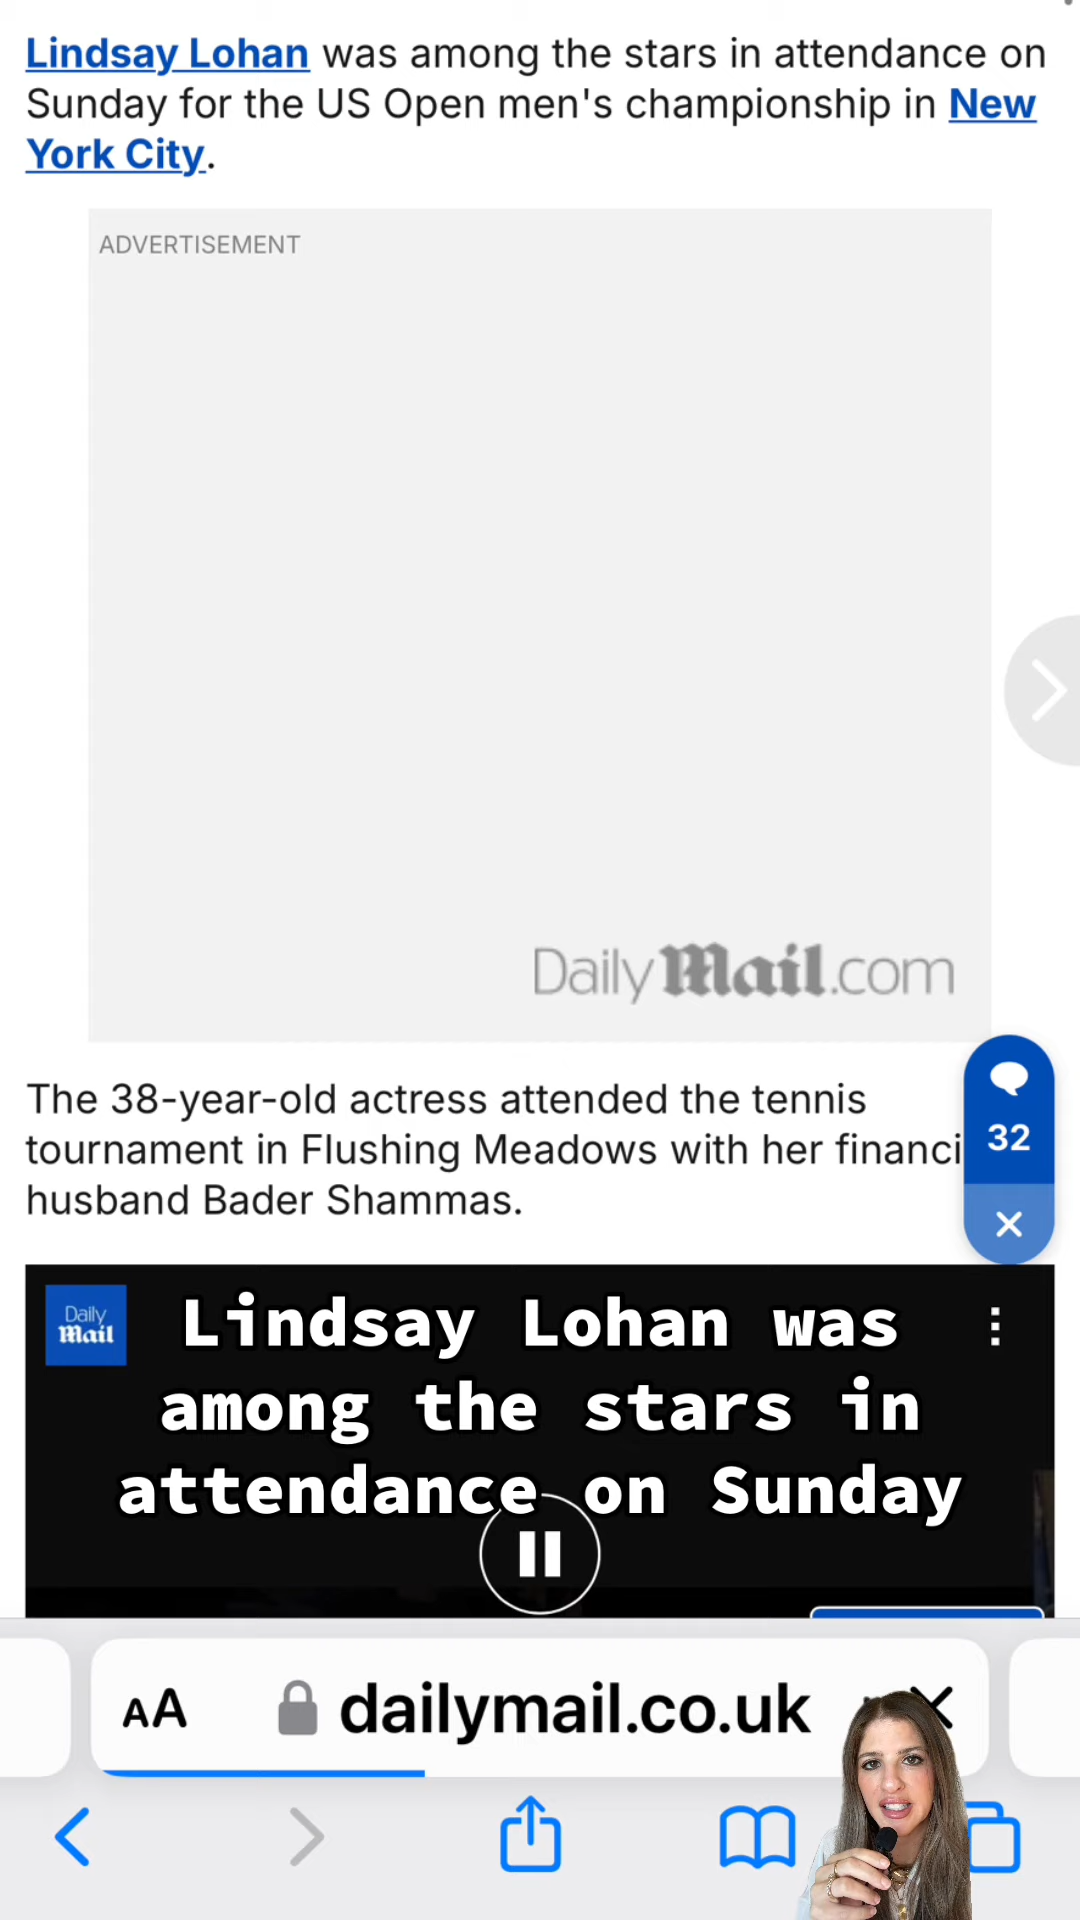 Lindsay Lohan was among the stars in attendance on
Sunday for the US Open men's championship in New
York City.
ADVERTISEMENT
Daily Mail.com
The 38-year-old actress attended the tennis
32
tournament in Flushing Meadows with her financi
husband Bader Shammas.
Daily
Mail
Lindsay Lohan was
among the stars in
attendance on Sunday
AA
dailymail.co.uk